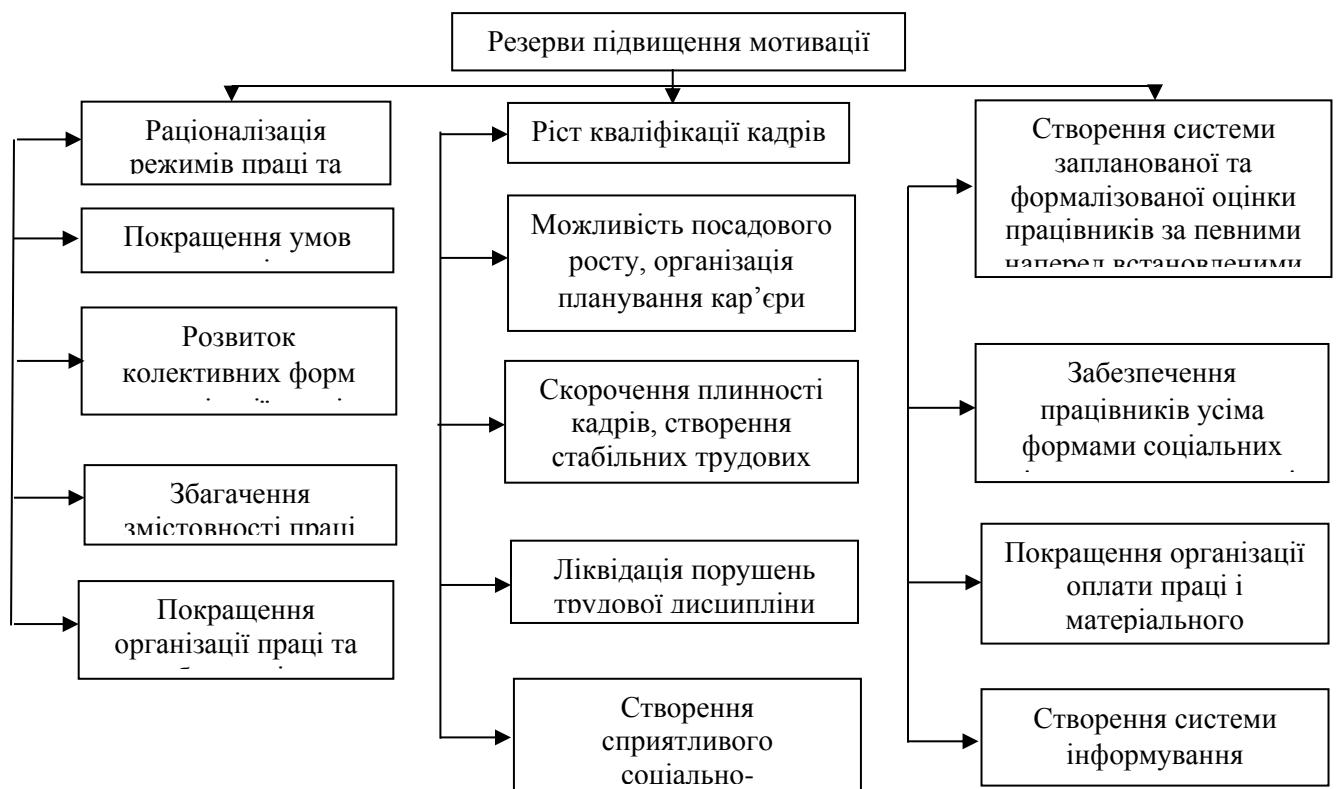 Резерви підвищення мотивації
Раціоналізація
режимів праці та
Покращення умов
Розвиток
колективних форм
Збагачення
змістовності праці
Покращення
організації праці та
Ріст кваліфікації кадрів
Можливість посадового
росту, організація
планування кар’єри
Скорочення плинності
кадрів, створення
стабільних трудових
Ліквідація порушень
трудової дисципліни
Створення
сприятливого
соціально-
Створення системи
запланованої та
формалізованої оцінки
працівників за певними
наперед встановленими
Забезпечення
працівників усіма
формами соціальних
Покращення організації
оплати праці і
матеріального
Створення системи
інформування